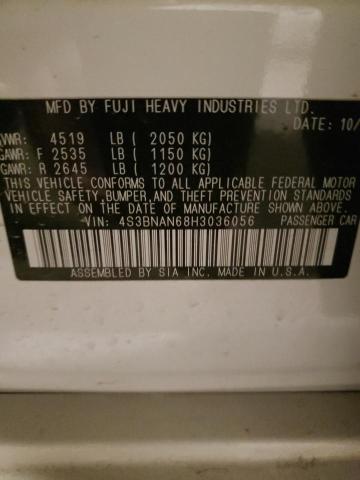 MFD BY FUJI HEAVY INDUSTRIES LTD.
DATE: 10/
VWR: 4519 LB ( 2050 KG)
GAWR: F 2535 LB ( 1150 KG)
GAWR: R 2645 LB ( 1200 KG)
THIS VEHICLE CONFORMS TO ALL APPLICABLE FEDERAL MOTOR
VEHICLE SAFETY, BUMPER, AND THEFT PREVENTION STANDARDS
IN EFFECT ON THE DATE OF MANUFACTURE SHOWN ABOVE.
VIN: 4S3BNAN68H3036056 PASSENGER CAR
ASSEMBLED BY SIA INC. MADE IN U.S.A.